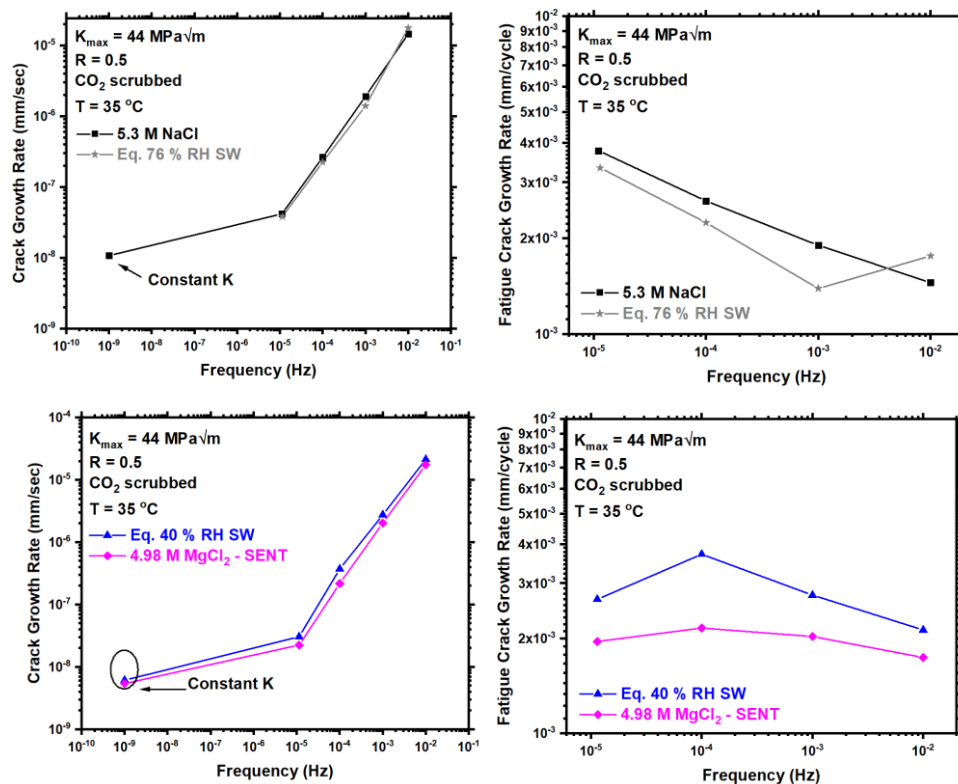 K_max = 44 MPa√m
R = 0.5
CO₂ scrubbed
T = 35 °C
5.3 M NaCl
Eq. 76 % RH SW
Constant K
Crack Growth Rate (mm/sec)
10⁻⁵
10⁻⁶
10⁻⁷
10⁻⁸
10⁻⁹
10⁻¹⁰ 10⁻⁹ 10⁻⁸ 10⁻⁷ 10⁻⁶ 10⁻⁵ 10⁻⁴ 10⁻³ 10⁻² 10⁻¹
Frequency (Hz)
K_max = 44 MPa√m
R = 0.5
CO₂ scrubbed
T = 35 °C
5.3 M NaCl
Eq. 76 % RH SW
Fatigue Crack Growth Rate (mm/cycle)
10⁻²
9x10⁻³
8x10⁻³
7x10⁻³
6x10⁻³
5x10⁻³
4x10⁻³
3x10⁻³
2x10⁻³
10⁻³
10⁻⁵ 10⁻⁴ 10⁻³ 10⁻²
Frequency (Hz)
K_max = 44 MPa√m
R = 0.5
CO₂ scrubbed
T = 35 °C
Eq. 40 % RH SW
4.98 M MgCl₂ - SENT
Constant K
Crack Growth Rate (mm/sec)
10⁻⁴
10⁻⁵
10⁻⁶
10⁻⁷
10⁻⁸
10⁻⁹
10⁻¹⁰ 10⁻⁹ 10⁻⁸ 10⁻⁷ 10⁻⁶ 10⁻⁵ 10⁻⁴ 10⁻³ 10⁻² 10⁻¹
Frequency (Hz)
K_max = 44 MPa√m
R = 0.5
CO₂ scrubbed
T = 35 °C
Eq. 40 % RH SW
4.98 M MgCl₂ - SENT
Fatigue Crack Growth Rate (mm/cycle)
10⁻²
9x10⁻³
8x10⁻³
7x10⁻³
6x10⁻³
5x10⁻³
4x10⁻³
3x10⁻³
2x10⁻³
10⁻³
10⁻⁵ 10⁻⁴ 10⁻³ 10⁻²
Frequency (Hz)